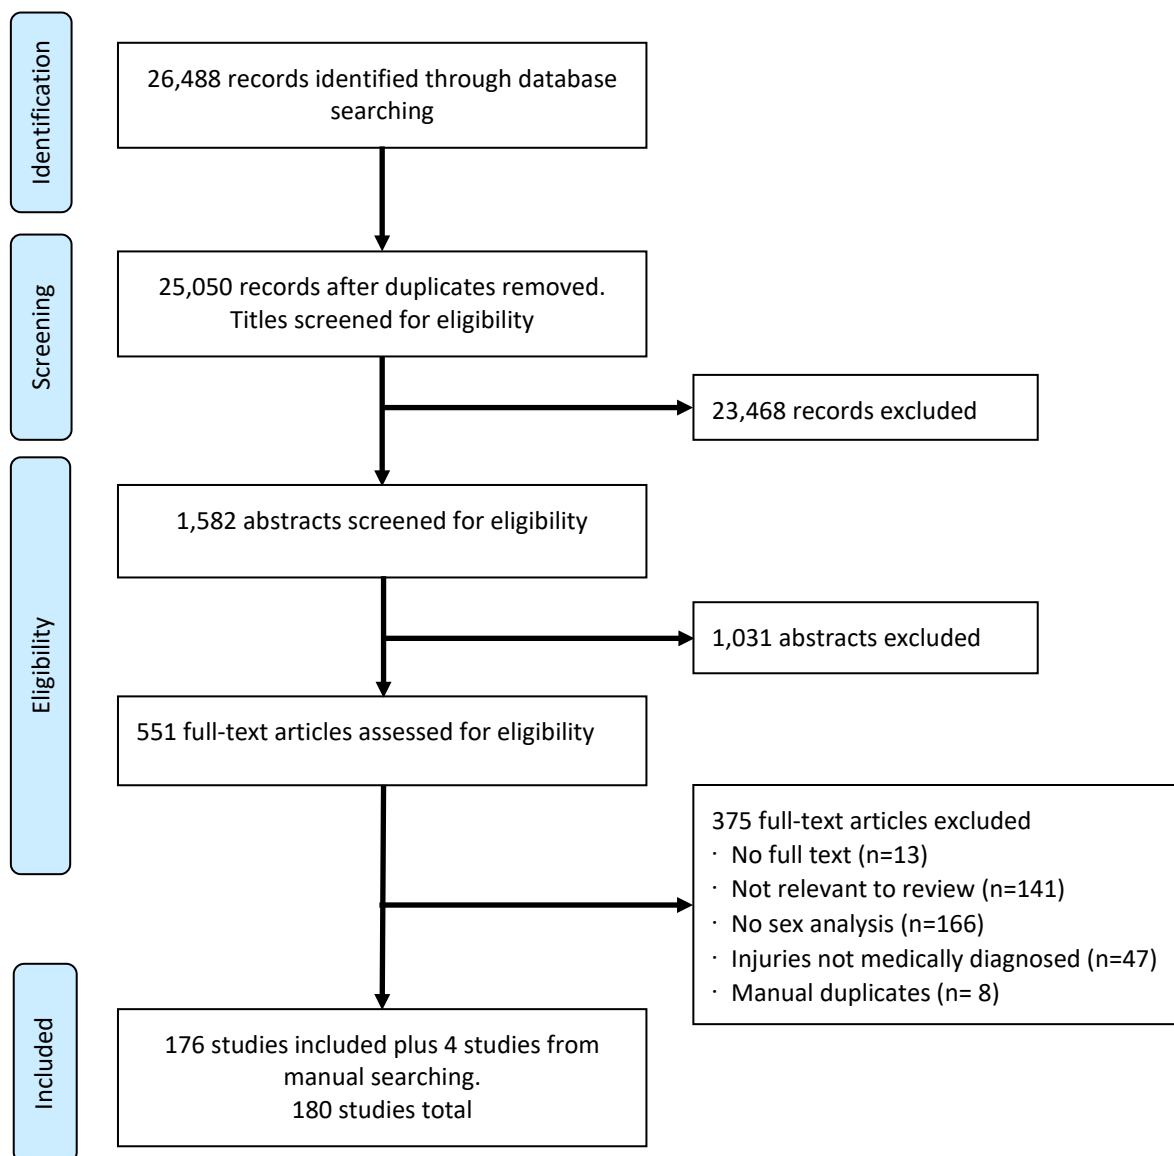 Identification
26,488 records identified through database
searching
Screening
25,050 records after duplicates removed.
Titles screened for eligibility
23,468 records excluded
Eligibility
1,582 abstracts screened for eligibility
1,031 abstracts excluded
551 full-text articles assessed for eligibility
375 full-text articles excluded
· No full text (n=13)
· Not relevant to review (n=141)
· No sex analysis (n=166)
· Injuries not medically diagnosed (n=47)
· Manual duplicates (n= 8)
Included
176 studies included plus 4 studies from
manual searching.
180 studies total